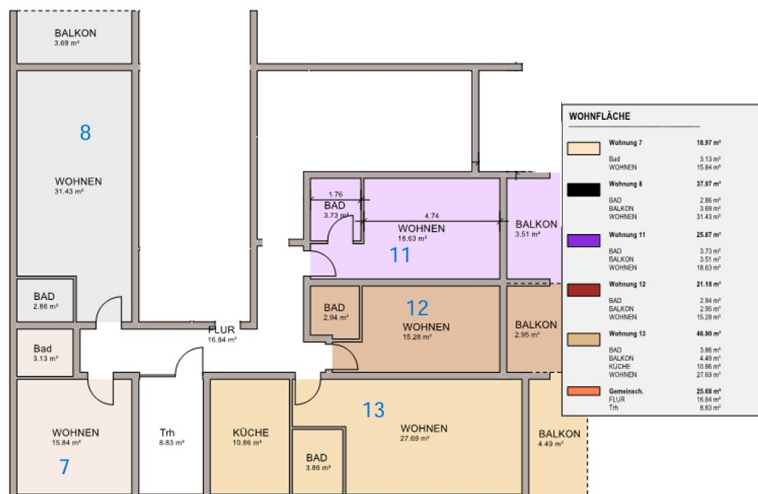 BALKON
3.69 m²
8
WOHNEN
31.43 m²
BAD
2.86 m²
Bad
3.13 m²
WOHNEN
15.84 m²
7
Trh
8.83 m²
FLUR
16.84 m²
1.76
BAD
3.73 m²
4.74
WOHNEN
18.63 m²
11
BALKON
3.51 m²
BAD
2.94 m²
12
WOHNEN
15.28 m²
BALKON
2.95 m²
KÜCHE
10.86 m²
13
WOHNEN
27.69 m²
BAD
3.86 m²
BALKON
4.49 m²
WOHNFLÄCHE
Wohnung 7 18.97 m²
Bad 3.13 m²
WOHNEN 15.84 m²
Wohnung 8 37.97 m²
BAD 2.86 m²
BALKON 3.69 m²
WOHNEN 31.43 m²
Wohnung 11 25.87 m²
BAD 3.73 m²
BALKON 3.51 m²
WOHNEN 18.63 m²
Wohnung 12 21.18 m²
BAD 2.94 m²
BALKON 2.95 m²
WOHNEN 15.28 m²
Wohnung 13 46.90 m²
BAD 3.86 m²
BALKON 4.49 m²
KÜCHE 10.86 m²
WOHNEN 27.69 m²
Gemeinsch. 25.68 m²
FLUR 16.84 m²
Trh 8.83 m²